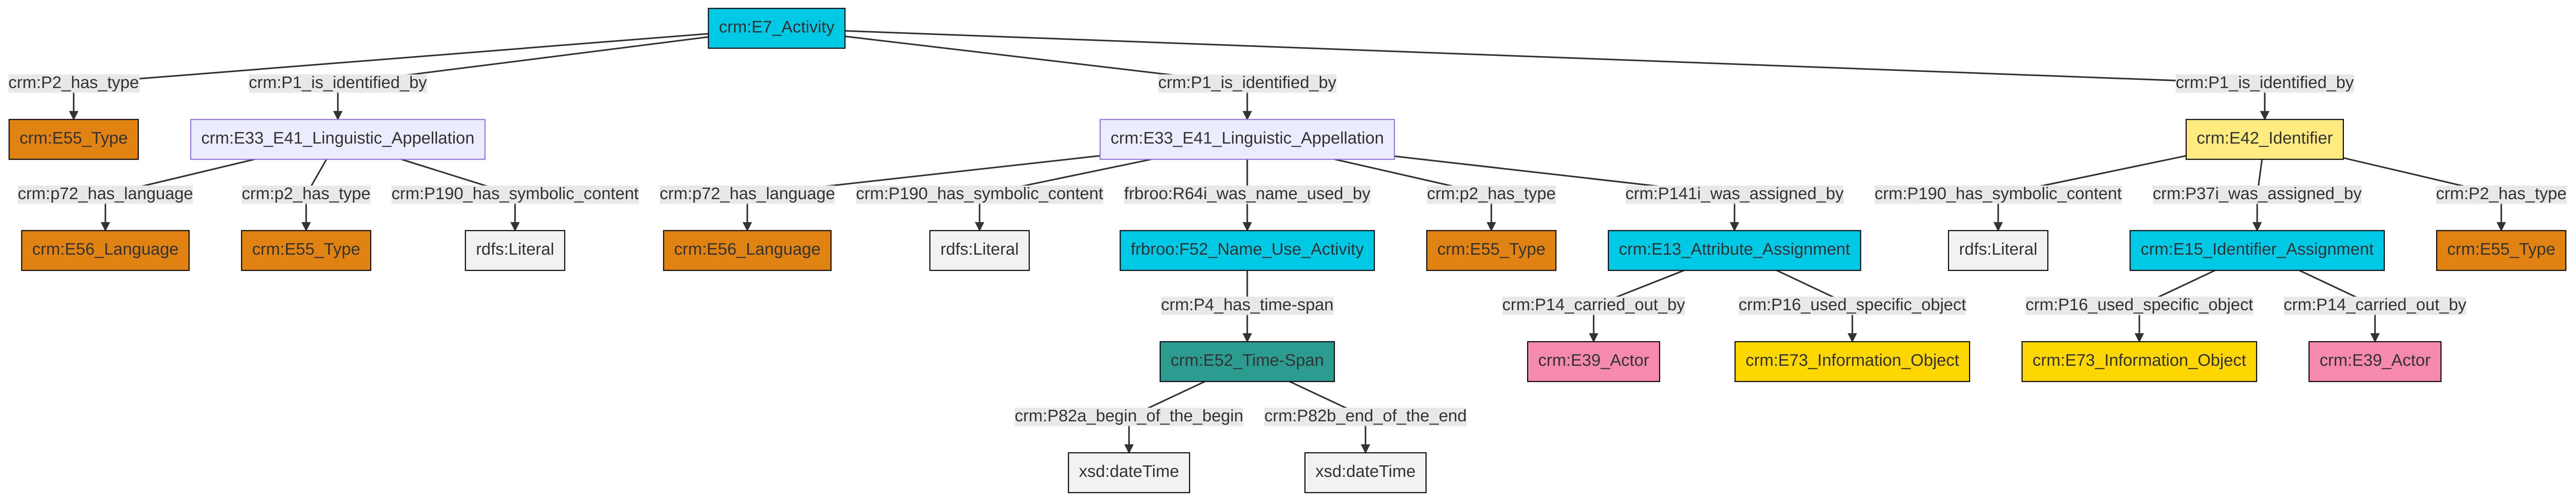 crm:E7_Activity
crm:P2_has_type
crm:P1_is_identified_by
crm:P1_is_identified_by
crm:P1_is_identified_by
crm:E55_Type
crm:E33_E41_Linguistic_Appellation
crm:E33_E41_Linguistic_Appellation
crm:E42_Identifier
crm:p72_has_language
crm:p2_has_type
crm:P190_has_symbolic_content
crm:p72_has_language
crm:P190_has_symbolic_content
frbroo:R64i_was_name_used_by
crm:p2_has_type
crm:P141i_was_assigned_by
crm:P190_has_symbolic_content
crm:P37i_was_assigned_by
crm:P2_has_type
crm:E56_Language
crm:E55_Type
rdfs:Literal
crm:E56_Language
rdfs:Literal
frbroo:F52_Name_Use_Activity
crm:E55_Type
crm:E13_Attribute_Assignment
rdfs:Literal
crm:E15_Identifier_Assignment
crm:E55_Type
crm:P4_has_time-span
crm:P14_carried_out_by
crm:P16_used_specific_object
crm:P16_used_specific_object
crm:P14_carried_out_by
crm:E52_Time-Span
crm:E39_Actor
crm:E73_Information_Object
crm:E73_Information_Object
crm:E39_Actor
crm:P82a_begin_of_the_begin
crm:P82b_end_of_the_end
xsd:dateTime
xsd:dateTime